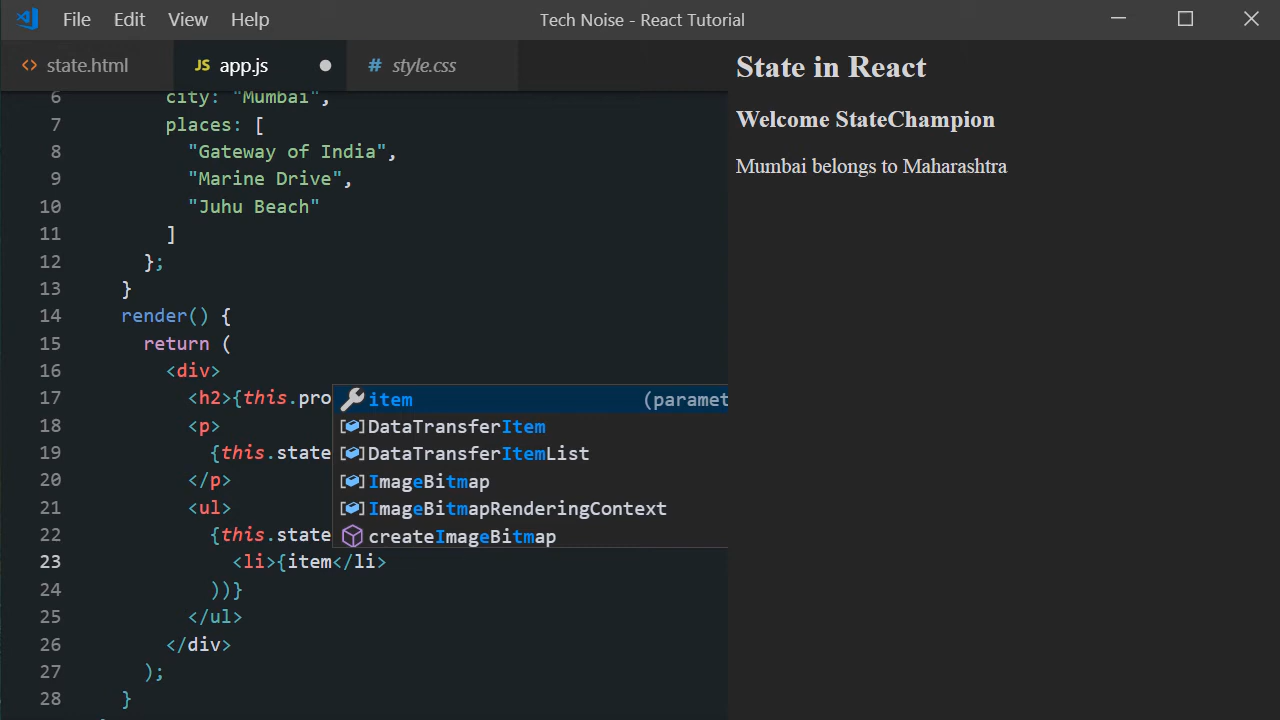 File Edit View Help Tech Noise - React Tutorial
state.html app.js style.css
JS
#
6 city: "Mumbai",
7 places: [
8 "Gateway of India",
9 "Marine Drive",
10 "Juhu Beach"
11 ]
12 };
13 }
14 render() {
15 return (
16 <div>
17 <h2>{this.pro
18 <p>
19 {this.state
20 </p>
21 <ul>
22 {this.state
23 <li>{item</li>
24 ))}
25 </ul>
26 </div>
27 );
28 }
item (paramet
DataTransferItem
DataTransferItemList
ImageBitmap
ImageBitmapRenderingContext
createImageBitmap
State in React
Welcome StateChampion
Mumbai belongs to Maharashtra